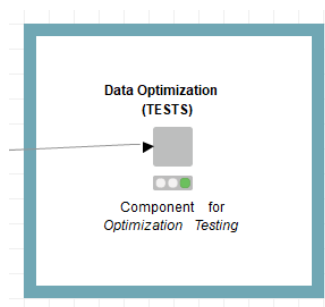 Data Optimization
(TESTS)
Component for
Optimization Testing